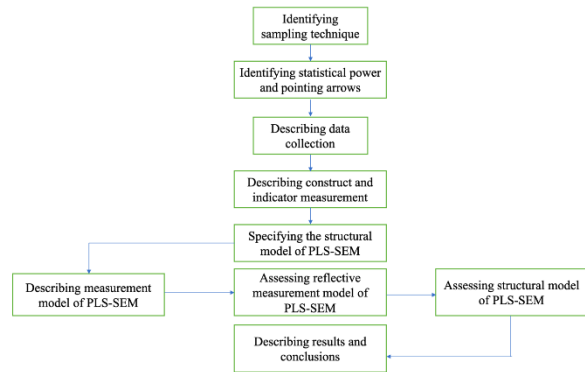 Identifying
sampling technique
Identifying statistical power
and pointing arrows
Describing data
collection
Describing construct and
indicator measurement
Specifying the structural
model of PLS-SEM
Describing measurement
model of PLS-SEM
Assessing reflective
measurement model of
PLS-SEM
Assessing structural model
of PLS-SEM
Describing results and
conclusions